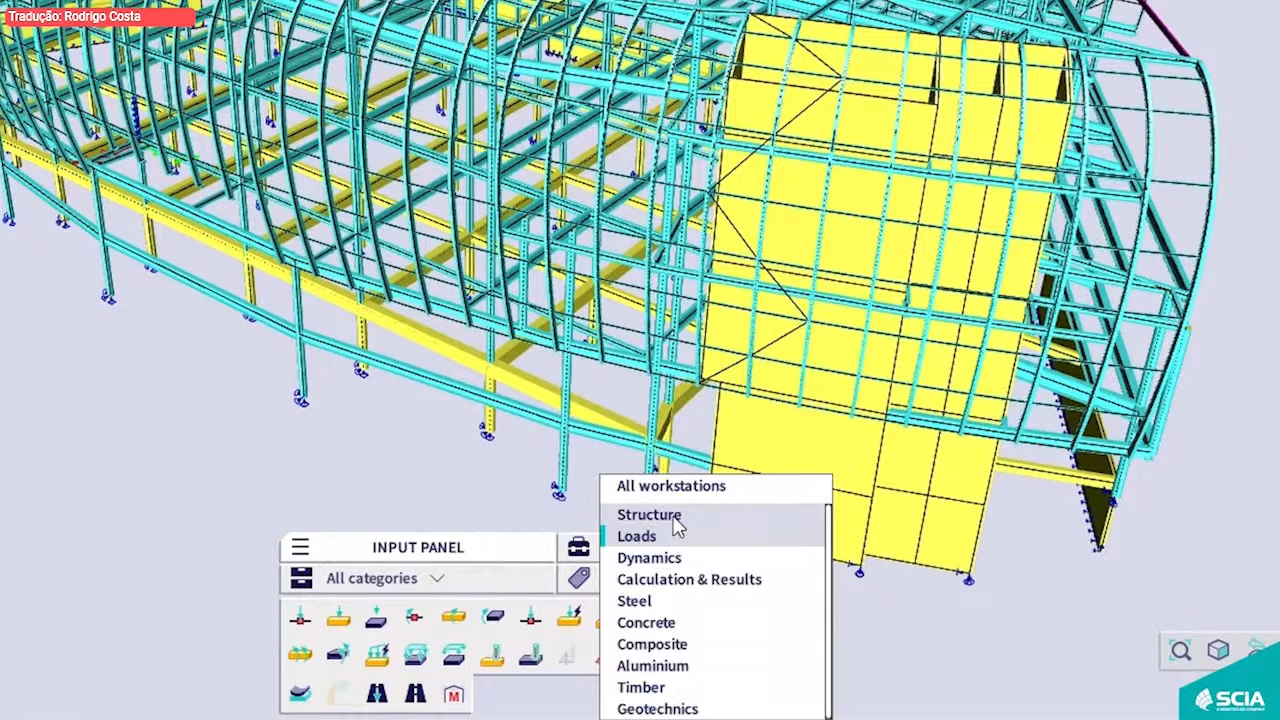 Tradução: Rodrigo Costa
All workstations
Structure
Loads
Dynamics
Calculation & Results
Steel
Concrete
Composite
Aluminium
Timber
Geotechnics
INPUT PANEL
All categories
M
SCIA